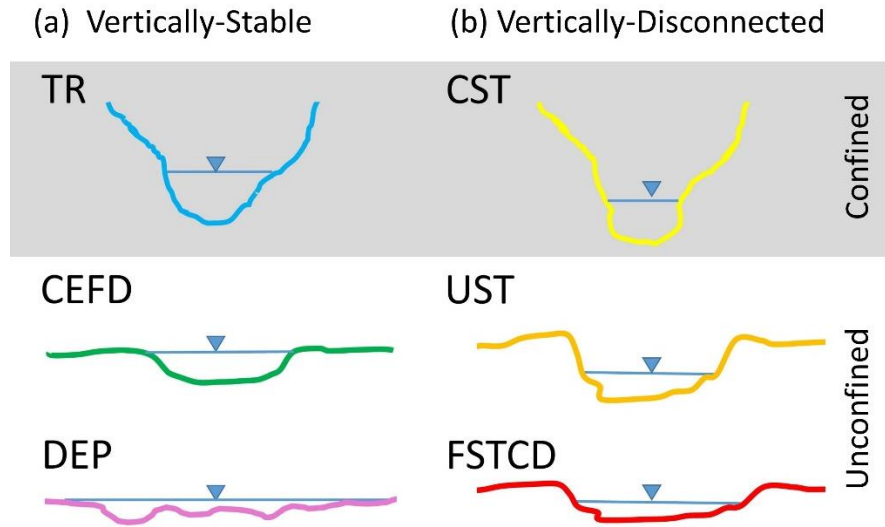 (a) Vertically-Stable
(b) Vertically-Disconnected
TR
CST
Confined
CEFD
UST
Unconfined
DEP
FSTCD